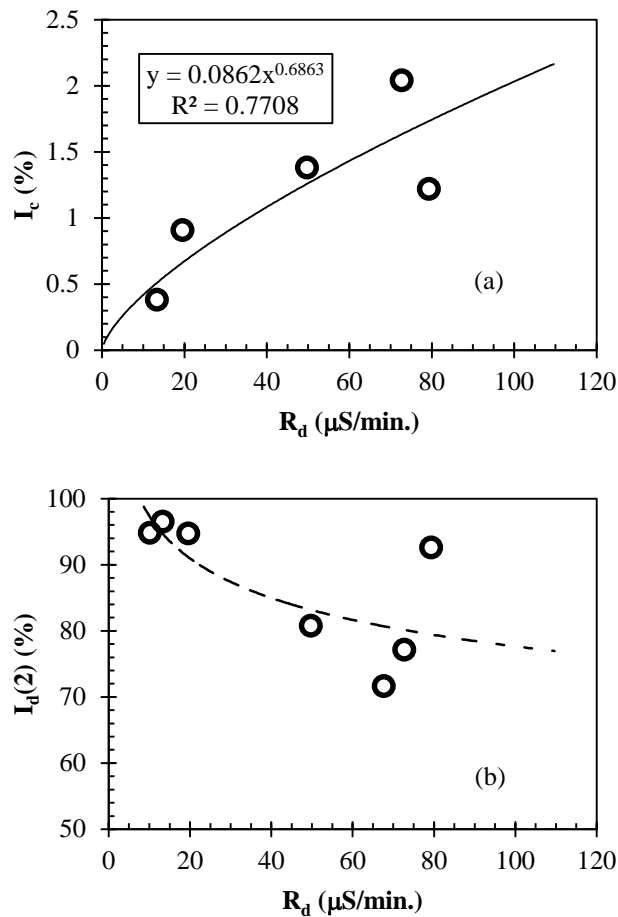 2.5
y = 0.0862x^0.6863
R² = 0.7708
2
1.5
I_c (%)
1
(a)
0.5
0
0 20 40 60 80 100 120
R_d (μS/min.)
100
90
80
I_d(2) (%)
70
60
(b)
50
0 20 40 60 80 100 120
R_d (μS/min.)